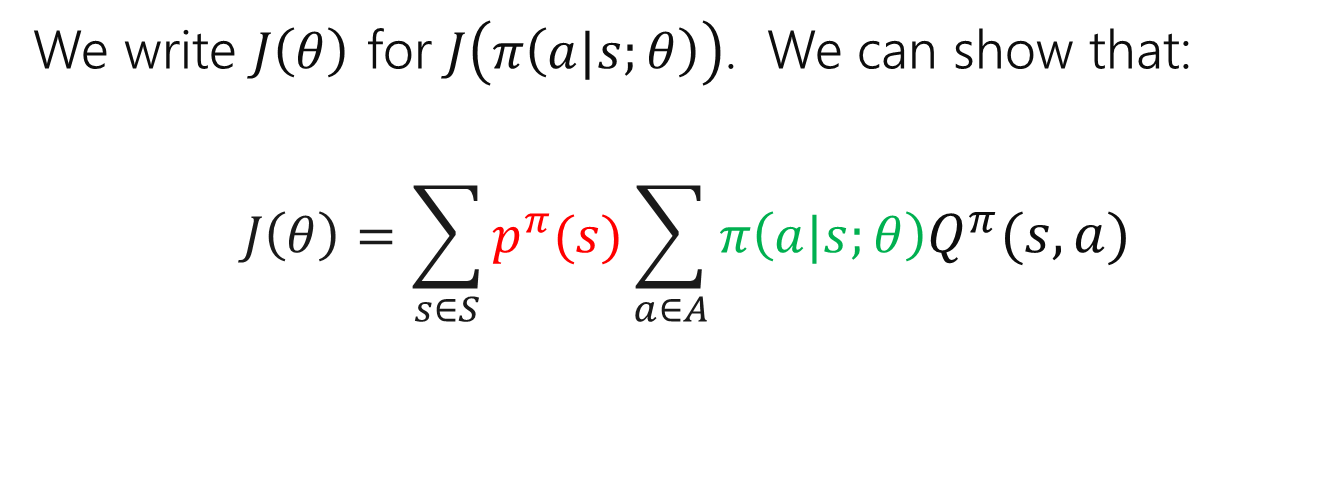 We write J(θ) for J(π(a|s; θ)). We can show that:
J(θ) = ∑ p^π(s) ∑ π(a|s; θ)Q^π(s, a)
s∈S a∈A